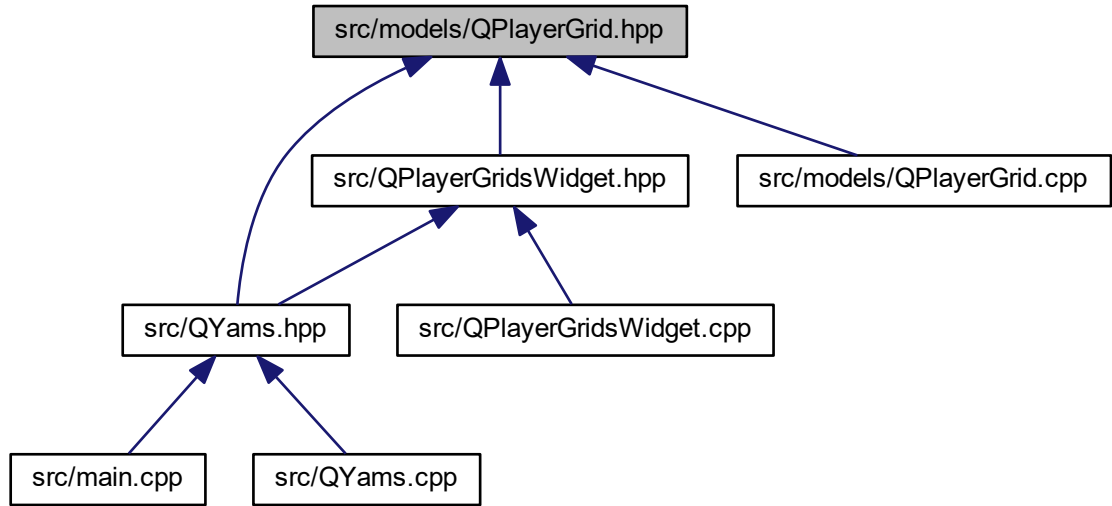 src/models/QPlayerGrid.hpp
src/QPlayerGridsWidget.hpp
src/models/QPlayerGrid.cpp
src/QYams.hpp
src/QPlayerGridsWidget.cpp
src/main.cpp
src/QYams.cpp